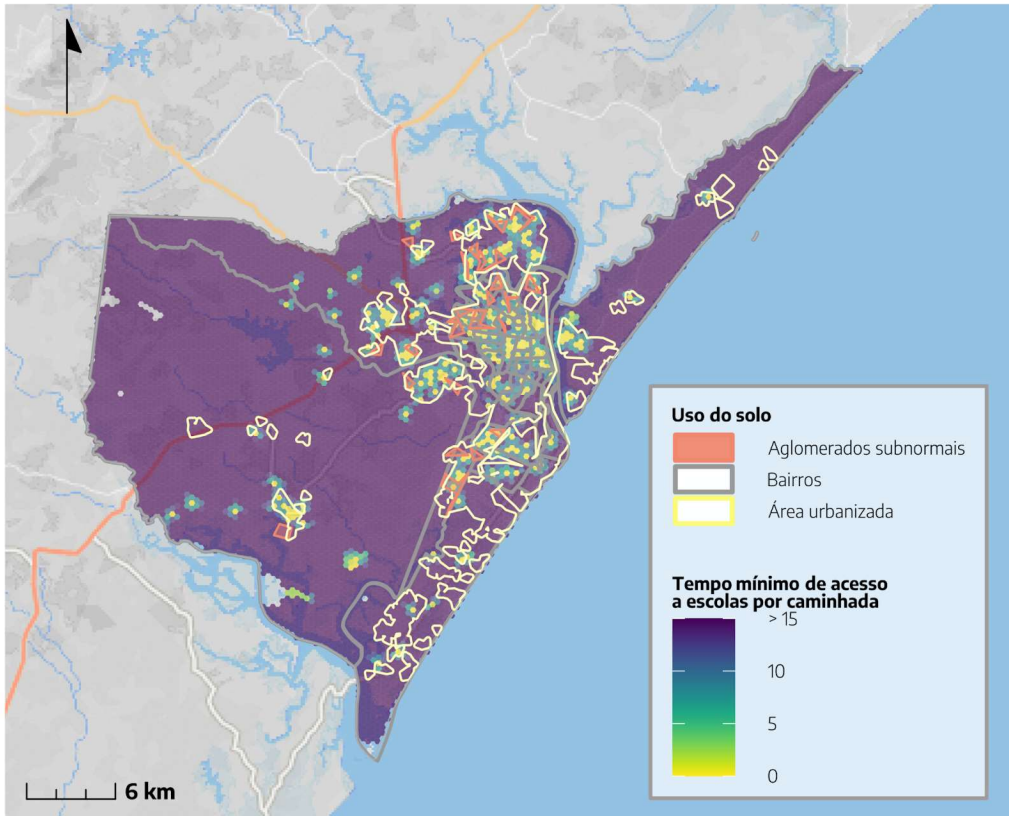 Uso do solo
Aglomerados subnormais
Bairros
Área urbanizada
Tempo mínimo de acesso
a escolas por caminhada
> 15
10
5
0
6 km